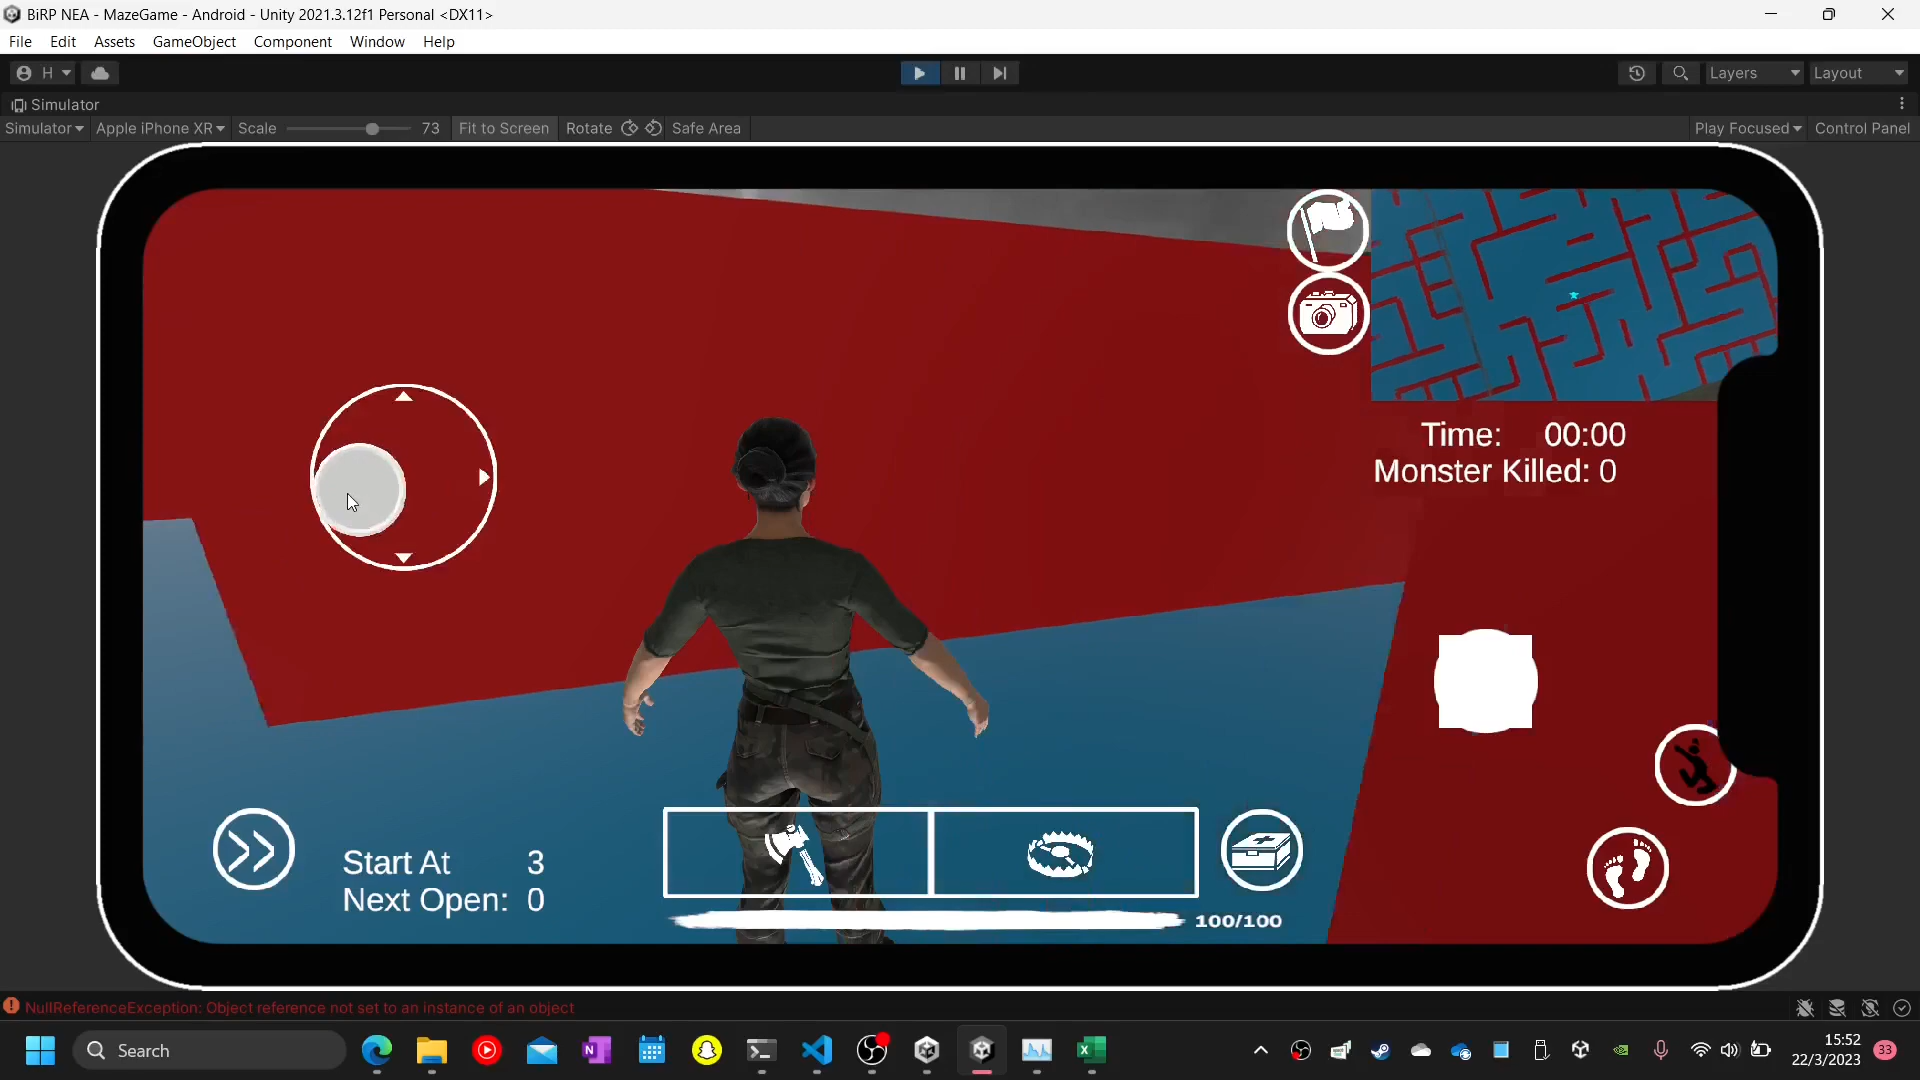 BiRP NEA - MazeGame - Android - Unity 2021.3.12f1 Personal <DX11>
File Edit Assets GameObject Component Window Help
H Layers Layout
Simulator
Simulator Apple iPhone XR Scale 73 Fit to Screen Rotate Safe Area Play Focused Control Panel
Time: 00:00
Monster Killed: 0
Start At 3
Next Open: 0
100/100
NullReferenceException: Object reference not set to an instance of an object
Search
15:52
22/3/2023
33